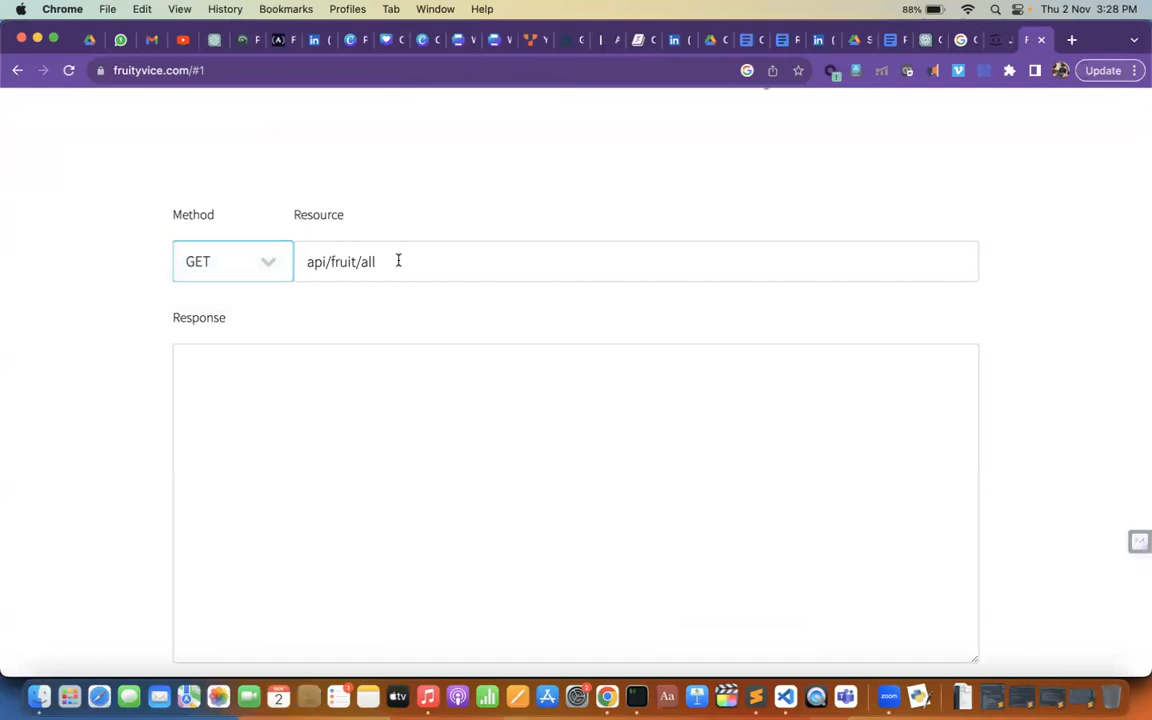 Chrome File Edit View History Bookmarks Profiles Tab Window Help 88% Thu 2 Nov 3:28 PM
fruityvice.com/#1 Update
Method Resource
GET api/fruit/all
Response